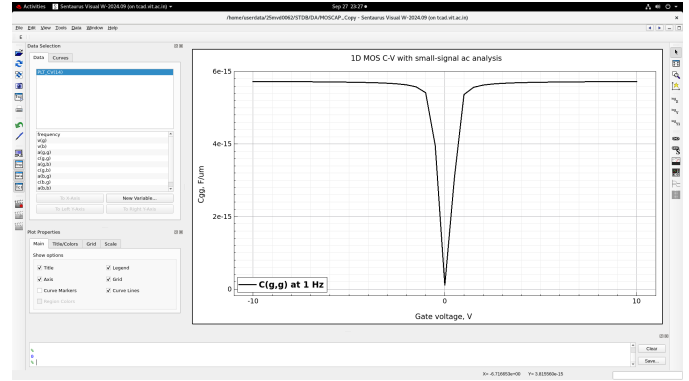 Activities Sentaurus Visual W-2024.09 (on tcad.vit.ac.in)
Sep 27 23:27
/home/userdata/25mvd0062/STDB/DA/MOSCAP_Copy - Sentaurus Visual W-2024.09 (on tcad.vit.ac.in)
File Edit View Tools Data Window Help
Data Selection
Data Curves
PLT_CV(14)
frequency
v(g)
v(b)
a(g,g)
c(g,g)
a(g,b)
c(g,b)
a(b,g)
c(b,g)
a(b,b)
To X-Axis New Variable...
To Left Y-Axis To Right Y-Axis
Plot Properties
Main Title/Colors Grid Scale
Show options
Title Legend
Axis Grid
Curve Markers Curve Lines
Region Colors
1D MOS C-V with small-signal ac analysis
6e-15
4e-15
2e-15
0
Cgg, F/um
C(g,g) at 1 Hz
-10 0 10
Gate voltage, V
%
0
%
Clear
Save...
X= -6.716653e+00 Y= 3.815560e-15